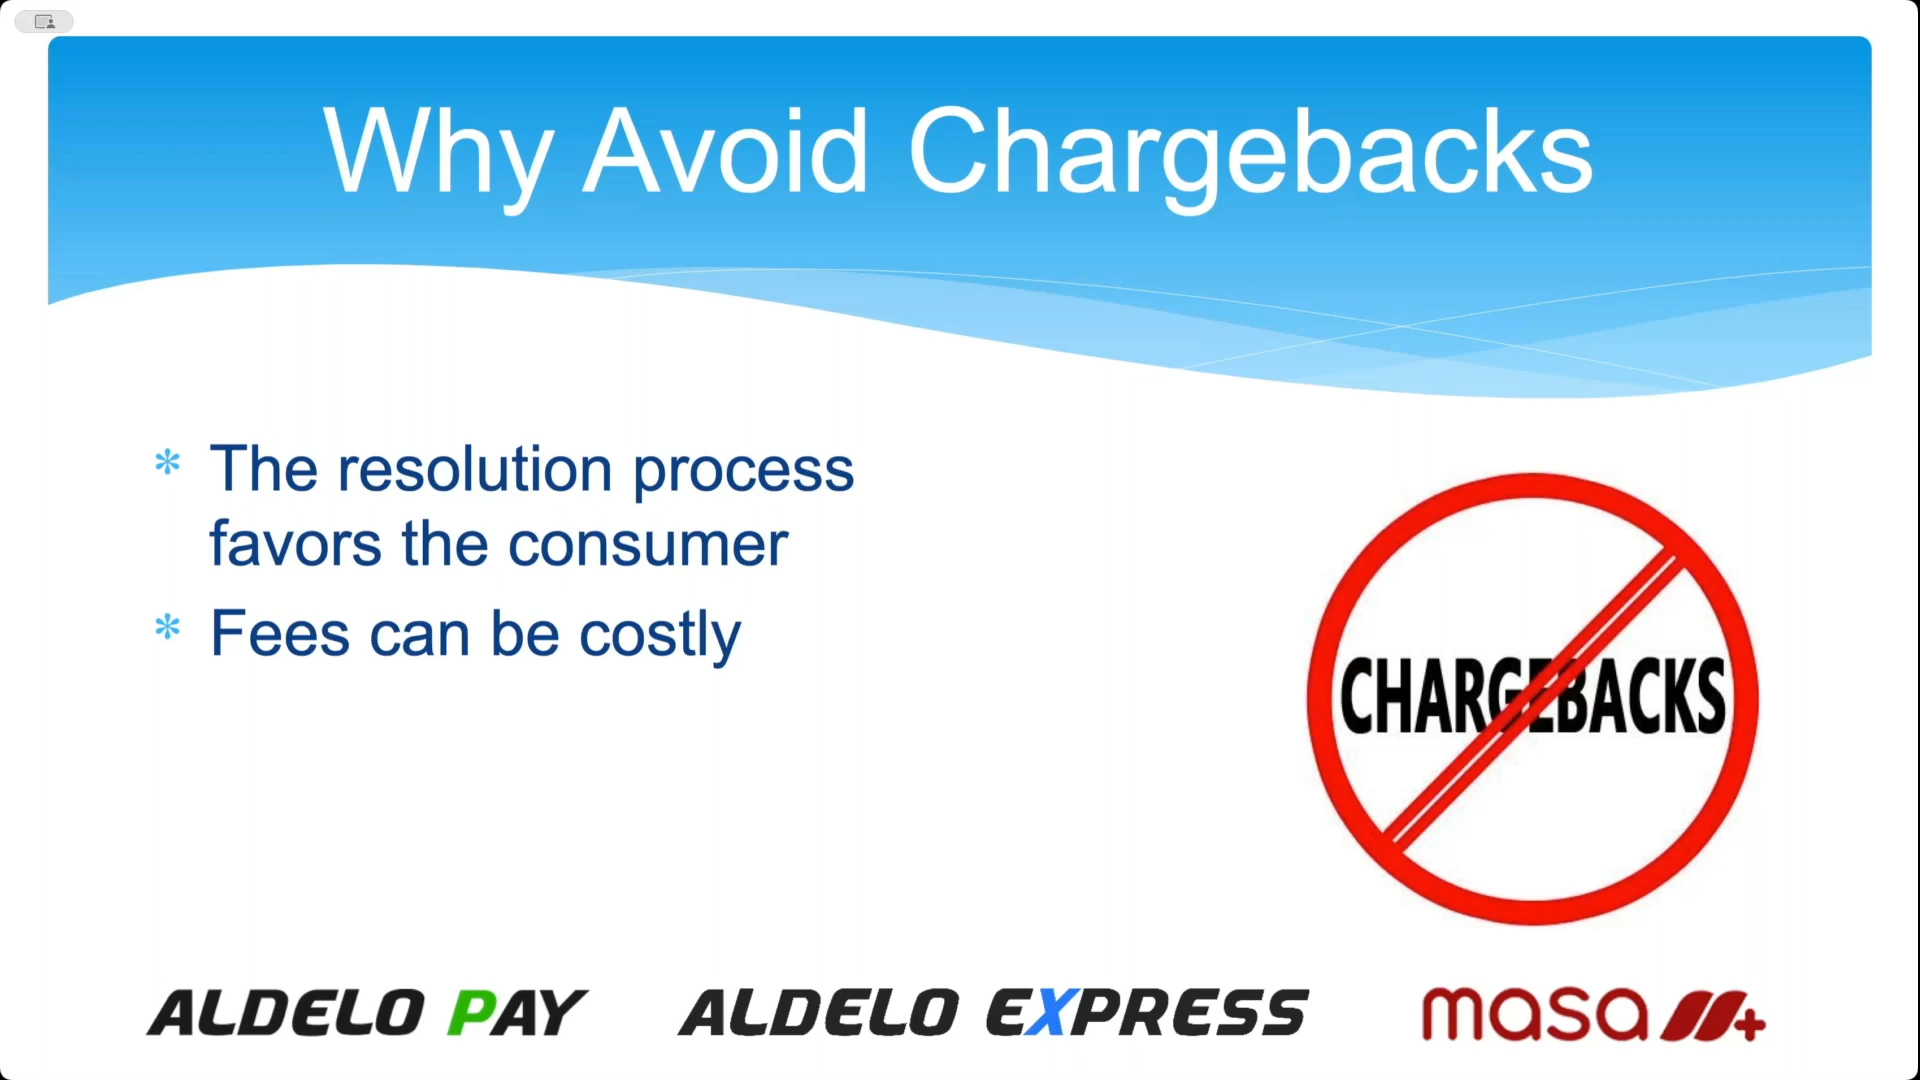 Why Avoid Chargebacks
* The resolution process
favors the consumer
* Fees can be costly
CHARGEBACKS
ALDELO PAY
ALDELO EXPRESS
masa